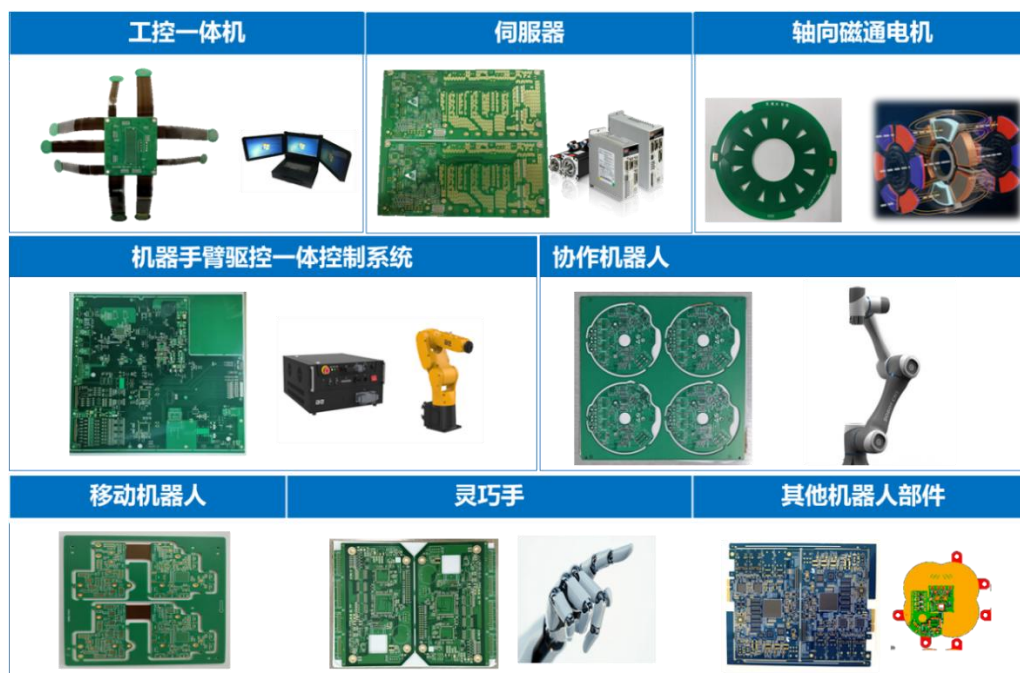 工控一体机
伺服器
轴向磁通电机
机器手臂驱控一体控制系统
协作机器人
移动机器人
灵巧手
其他机器人部件